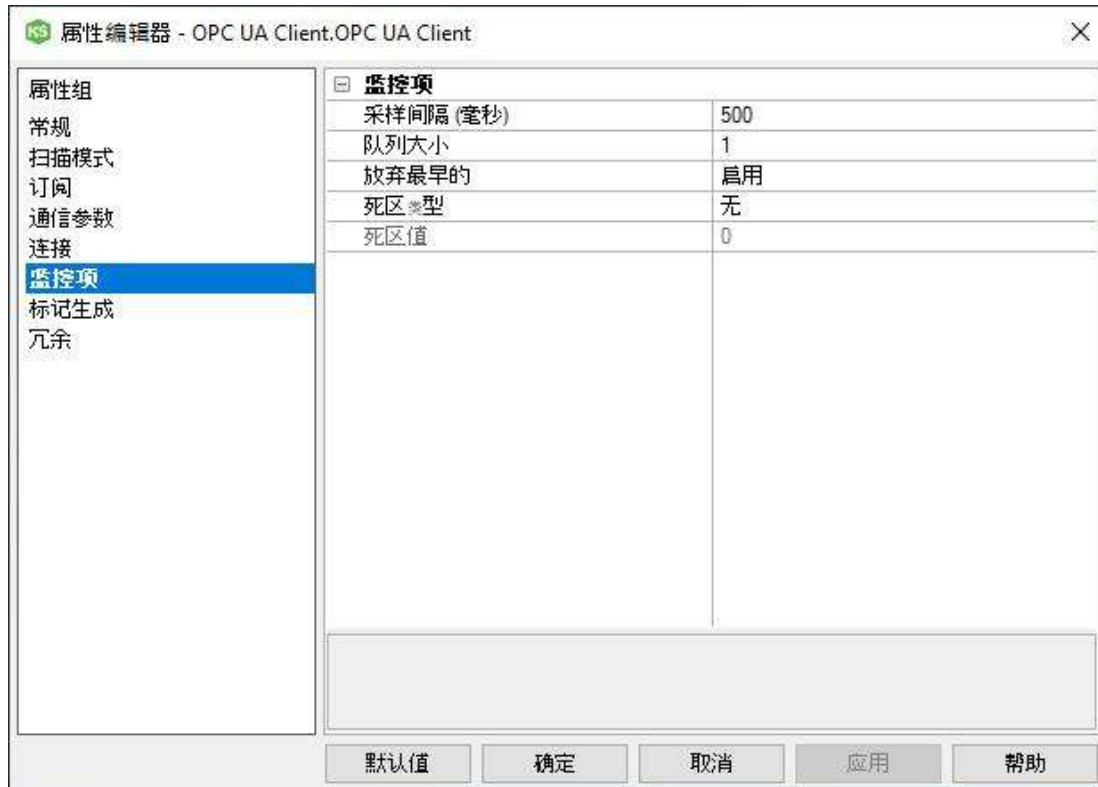 属性编辑器 - OPC UA Client.OPC UA Client
属性组
常规
扫描模式
订阅
通信参数
连接
监控项
标记生成
冗余
监控项
采样间隔 (毫秒) 500
队列大小 1
放弃最早的 启用
死区类型 无
死区值 0
默认值 确定 取消 应用 帮助